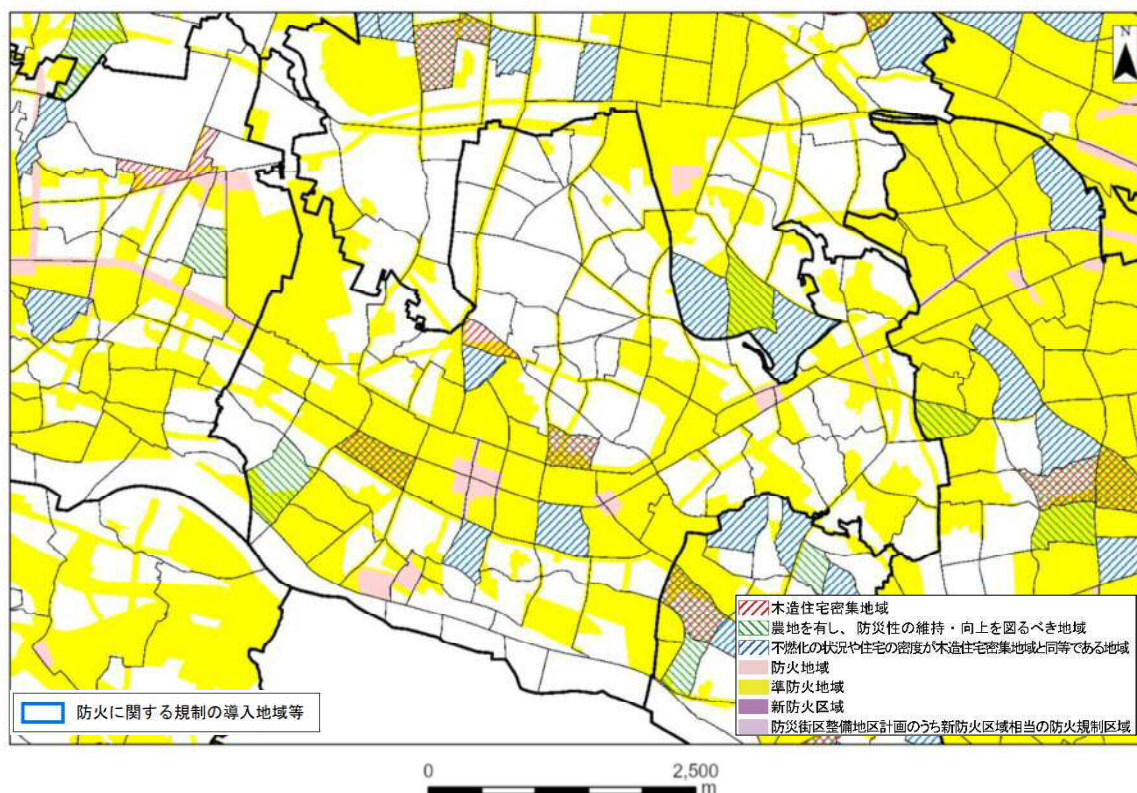 N
木造住宅密集地域
農地を有し、防災性の維持・向上を図るべき地域
不燃化の状況や住宅の密度が木造住宅密集地域と同等である地域
防火地域
準防火地域
新防火区域
防災街区整備地区計画のうち新防火区域相当の防火規制区域
防火に関する規制の導入地域等
0 2,500
m